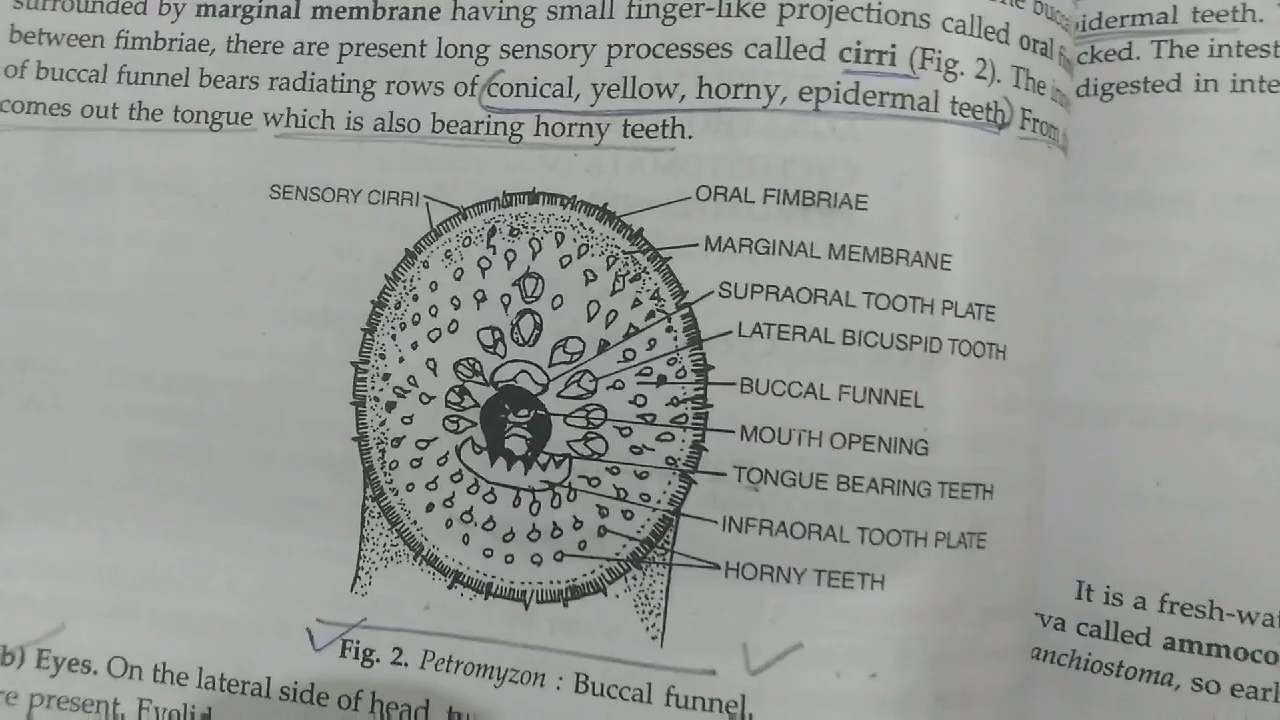 surrounded by marginal membrane having small finger-like projections called oral
between fimbriae, there are present long sensory processes called cirri (Fig. 2). The
of buccal funnel bears radiating rows of conical, yellow, horny, epidermal teeth) From
comes out the tongue which is also bearing horny teeth.
SENSORY CIRRI
ORAL FIMBRIAE
MARGINAL MEMBRANE
SUPRAORAL TOOTH PLATE
LATERAL BICUSPID TOOTH
BUCCAL FUNNEL
MOUTH OPENING
TONGUE BEARING TEETH
INFRAORAL TOOTH PLATE
HORNY TEETH
Fig. 2. Petromyzon : Buccal funnel.
b) Eyes. On the lateral side of head
re present. Eyelid
idermal teeth.
cked. The intest
digested in inte
It is a fresh-wa
va called ammoco
anchiostoma, so earl